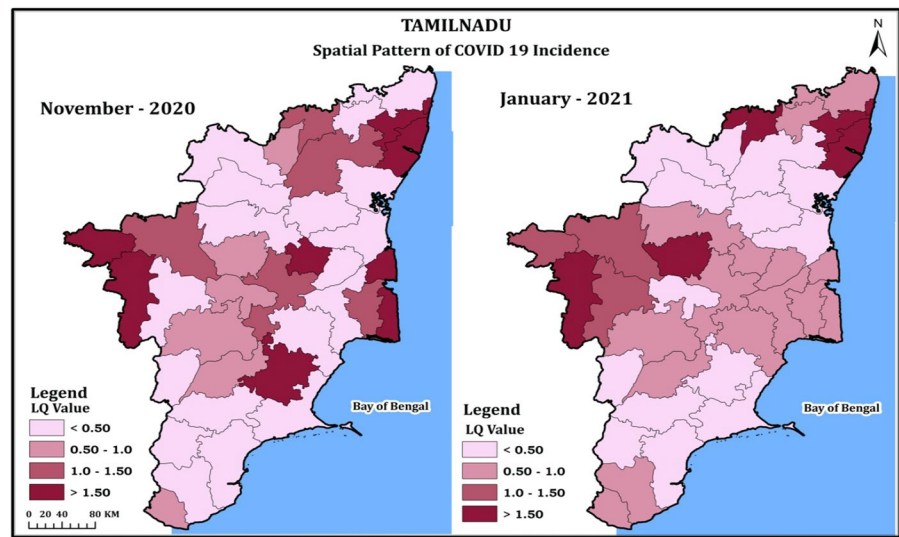 TAMILNADU
Spatial Pattern of COVID 19 Incidence
N
November - 2020
January - 2021
Legend
LQ Value
< 0.50
0.50 - 1.0
1.0 - 1.50
> 1.50
0 20 40 80 KM
Bay of Bengal
Legend
LQ Value
< 0.50
0.50 - 1.0
1.0 - 1.50
> 1.50
Bay of Bengal